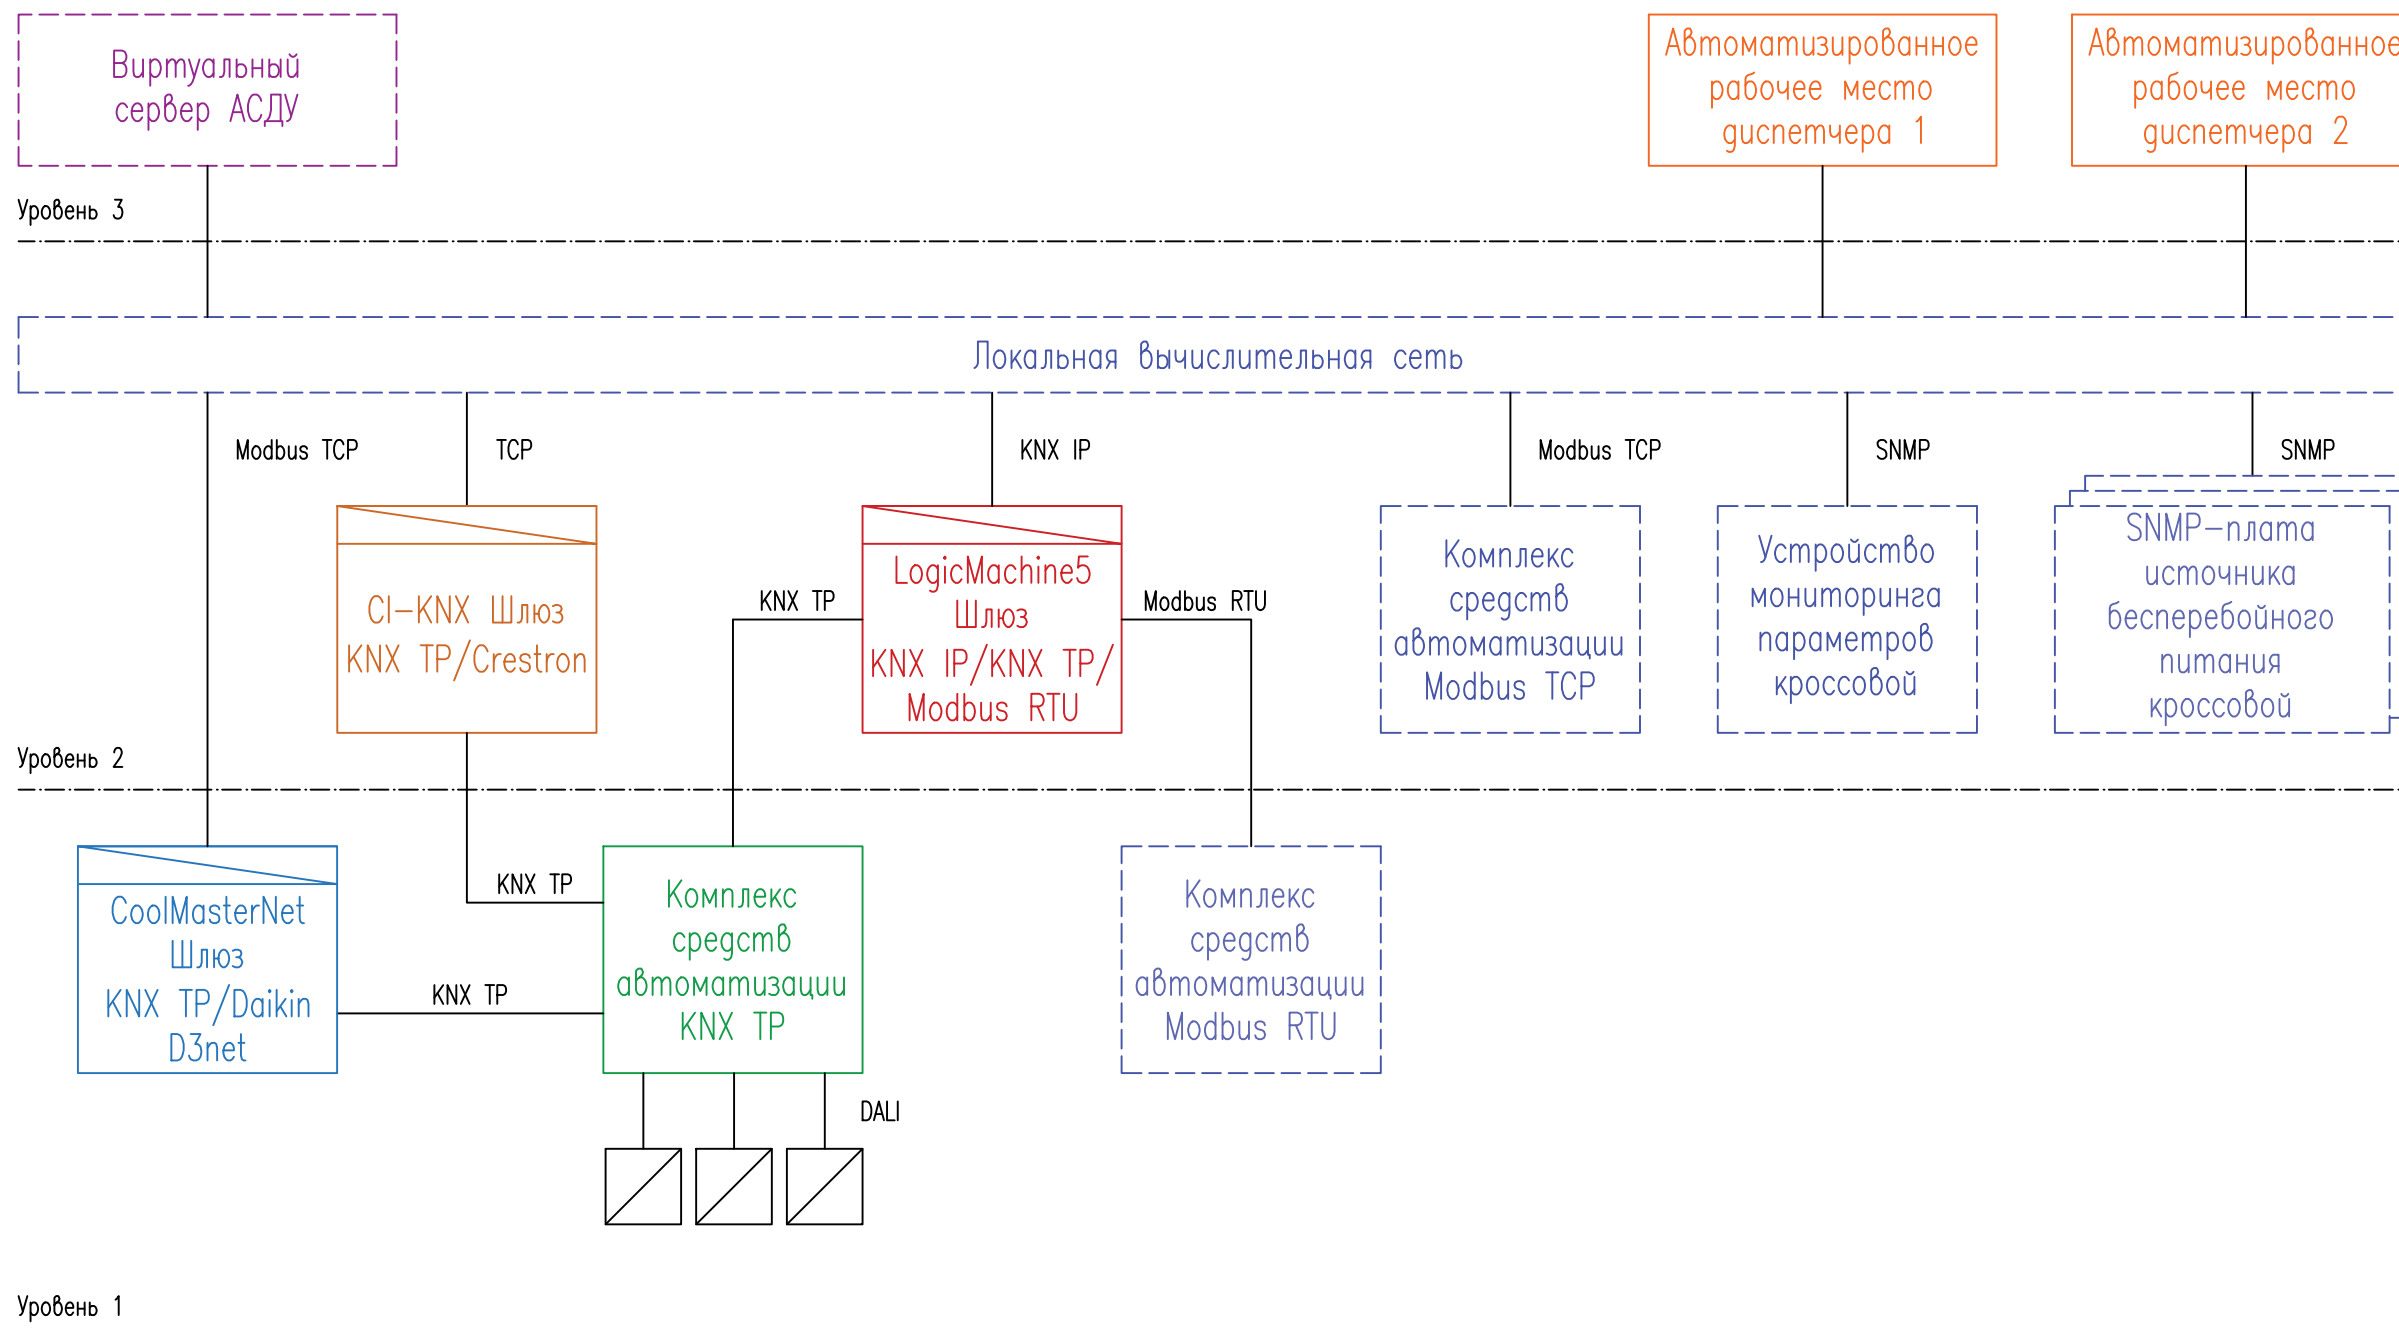 Виртуальный
сервер АСДУ
Автоматизированное
рабочее место
диспетчера 1
Автоматизированное
рабочее место
диспетчера 2
Уровень 3
Локальная вычислительная сеть
Modbus TCP
TCP
KNX IP
Modbus TCP
SNMP
SNMP
CI-KNX Шлюз
KNX TP/Crestron
KNX TP
LogicMachine5
Шлюз
KNX IP/KNX TP/
Modbus RTU
Modbus RTU
Комплекс
средств
автоматизации
Modbus TCP
Устройство
мониторинга
параметров
кроссовой
SNMP-плата
источника
бесперебойного
питания
кроссовой
Уровень 2
CoolMasterNet
Шлюз
KNX TP/Daikin
D3net
KNX TP
KNX TP
Комплекс
средств
автоматизации
KNX TP
Комплекс
средств
автоматизации
Modbus RTU
DALI
Уровень 1